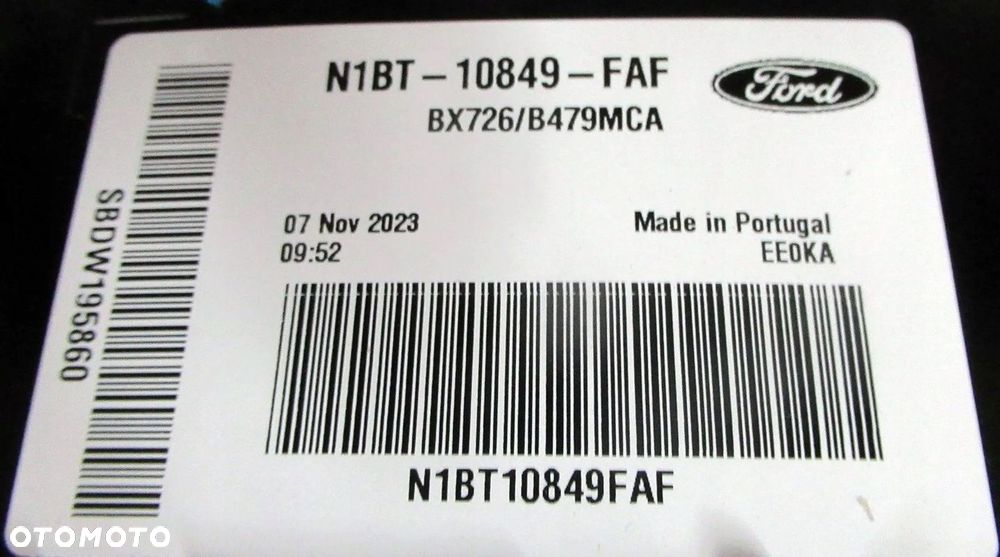 N1BT-10849-FAF
Ford
BX726/B479MCA
07 Nov 2023
Made in Portugal
09:52
EE0KA
SBDW195860
N1BT10849FAF
OTOMOTO